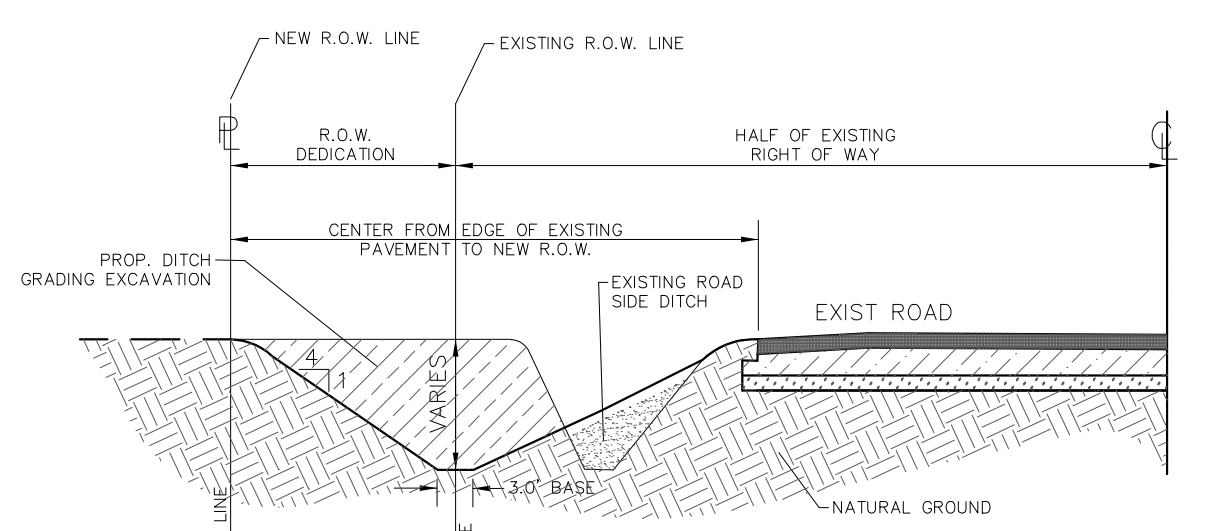 NEW R.O.W. LINE
EXISTING R.O.W. LINE
PL
R.O.W.
DEDICATION
HALF OF EXISTING
RIGHT OF WAY
CL
CENTER FROM EDGE OF EXISTING
PAVEMENT TO NEW R.O.W.
PROP. DITCH
GRADING EXCAVATION
EXISTING ROAD
SIDE DITCH
EXIST ROAD
4
1
VARIES
3.0' BASE
LINE
E
NATURAL GROUND